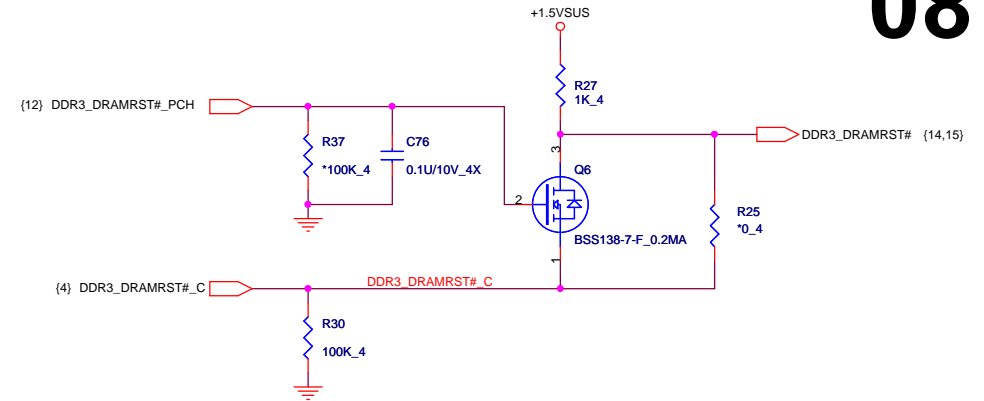 08
+1.5VSUS
R27
1K_4
{12} DDR3_DRAMRST#_PCH
DDR3_DRAMRST# {14,15}
R37
*100K_4
C76
0.1U/10V_4X
3
Q6
2
BSS138-7-F_0.2MA
1
R25
*0_4
{4} DDR3_DRAMRST#_C
DDR3_DRAMRST#_C
R30
100K_4